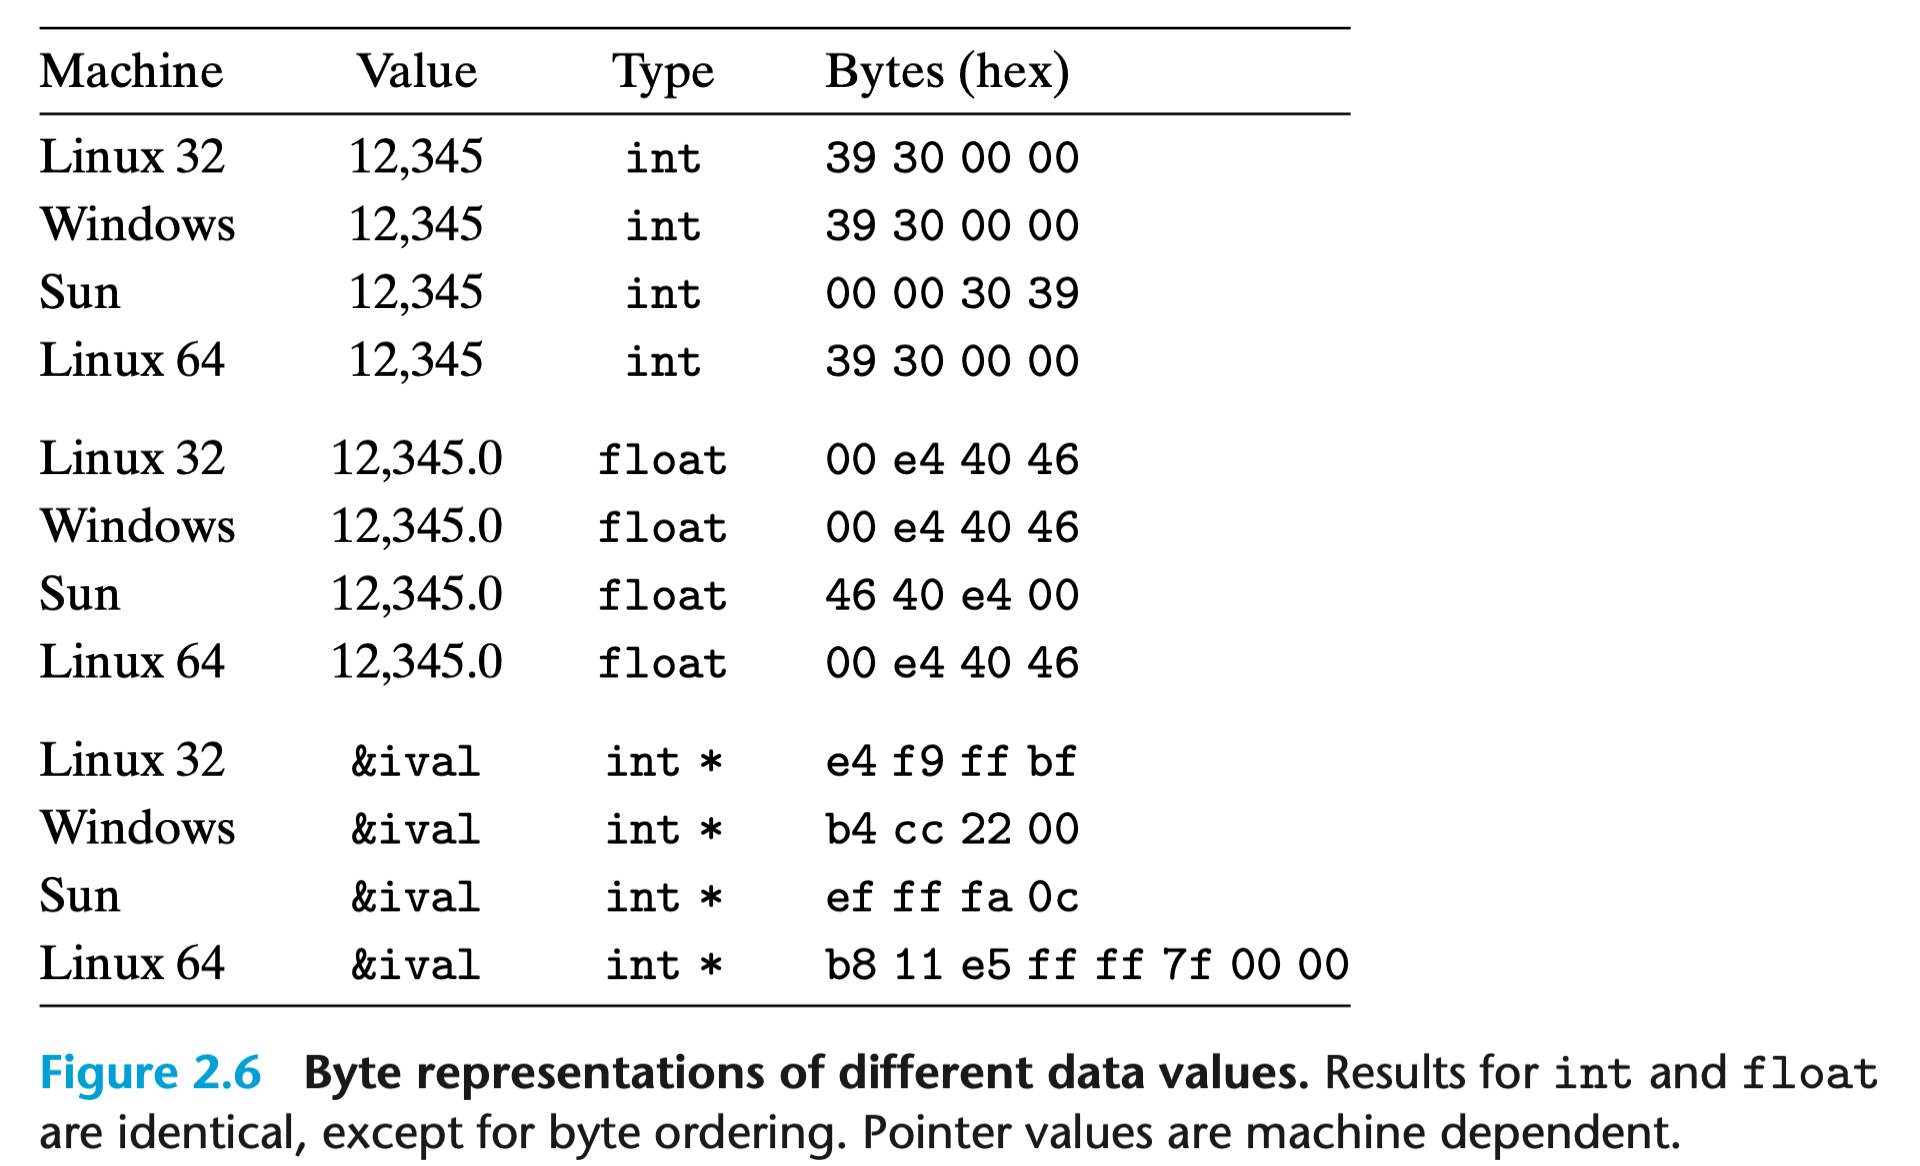 Machine Value Type Bytes (hex)
Linux 32 12,345 int 39 30 00 00
Windows 12,345 int 39 30 00 00
Sun 12,345 int 00 00 30 39
Linux 64 12,345 int 39 30 00 00
Linux 32 12,345.0 float 00 e4 40 46
Windows 12,345.0 float 00 e4 40 46
Sun 12,345.0 float 46 40 e4 00
Linux 64 12,345.0 float 00 e4 40 46
Linux 32 &ival int * e4 f9 ff bf
Windows &ival int * b4 cc 22 00
Sun &ival int * ef ff fa 0c
Linux 64 &ival int * b8 11 e5 ff ff 7f 00 00
Figure 2.6 Byte representations of different data values. Results for int and float
are identical, except for byte ordering. Pointer values are machine dependent.